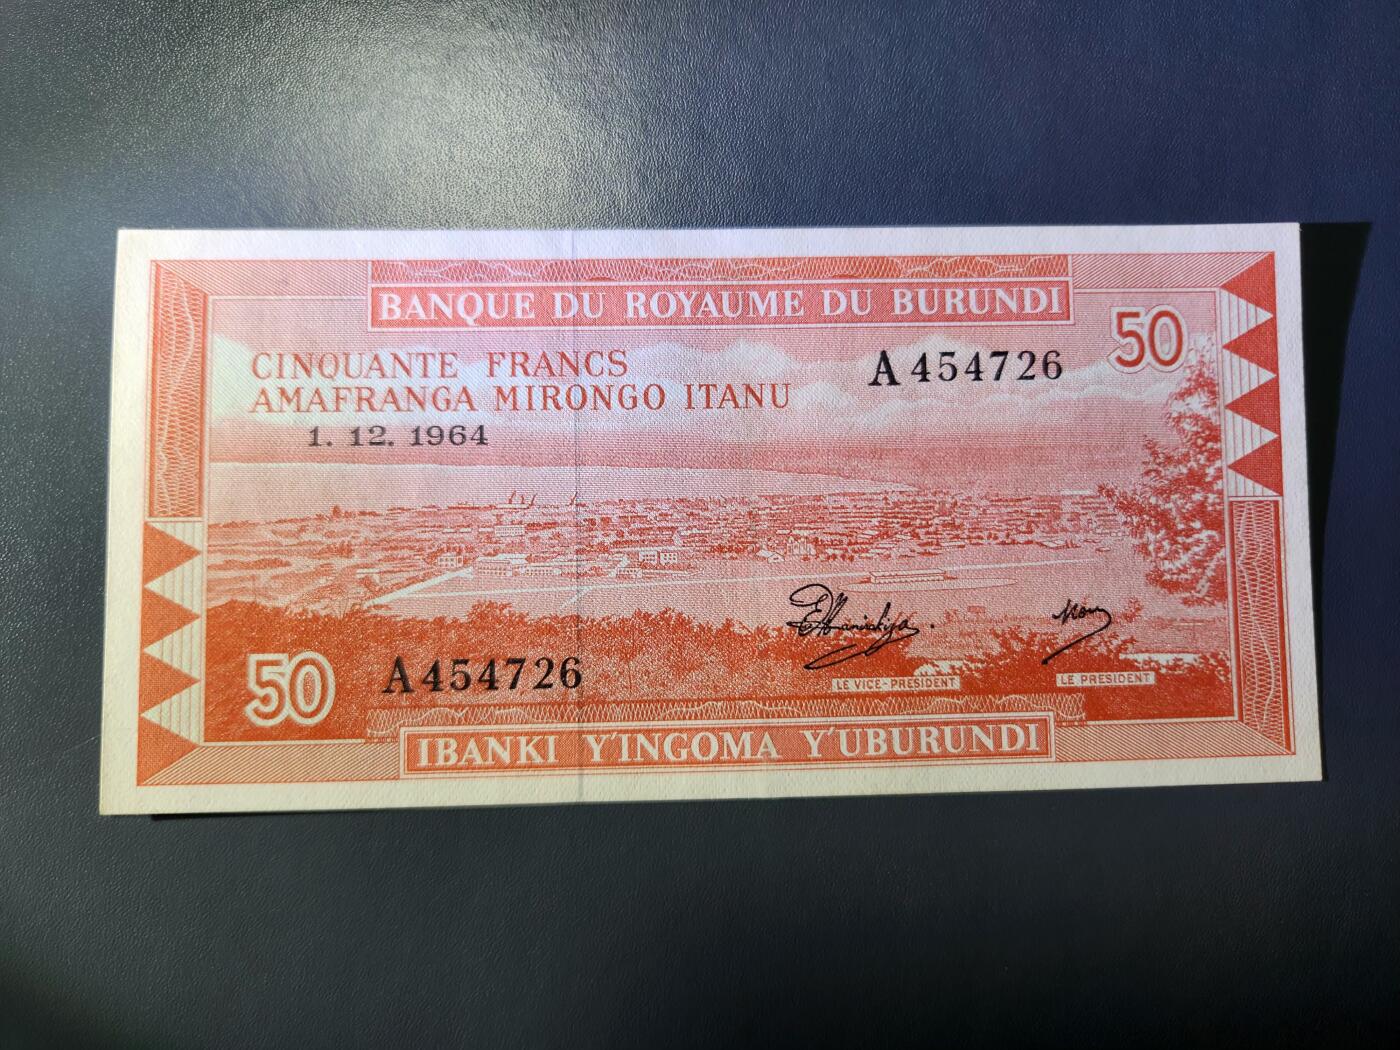 BANQUE DU ROYAUME DU BURUNDI
50
CINQUANTE FRANCS
A454726
AMAFRANGA MIRONGO ITANU
1. 12. 1964
50
A454726
LE VICE-PRESIDENT
LE PRESIDENT
IBANKI Y'INGOMA Y'UBURUNDI